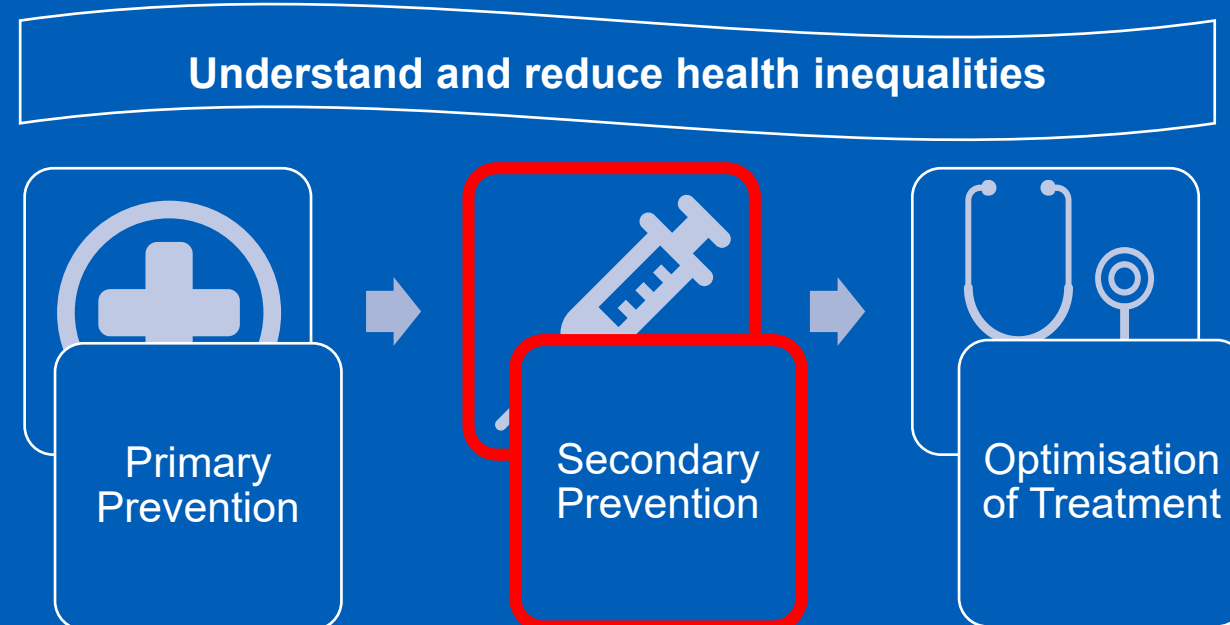 Understand and reduce health inequalities
Primary
Prevention
Secondary
Prevention
Optimisation
of Treatment